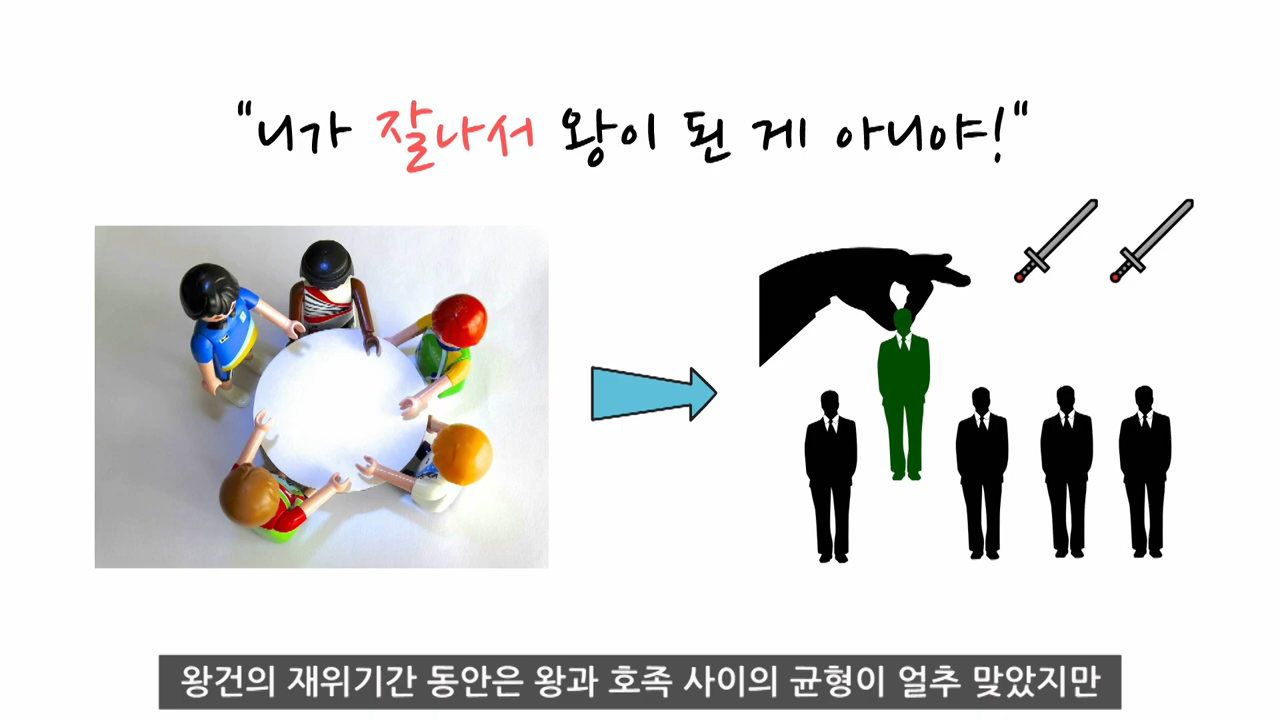 "니가 잘나서 왕이 된 게 아니야!"
왕건의 재위기간 동안은 왕과 호족 사이의 균형이 얼추 맞았지만